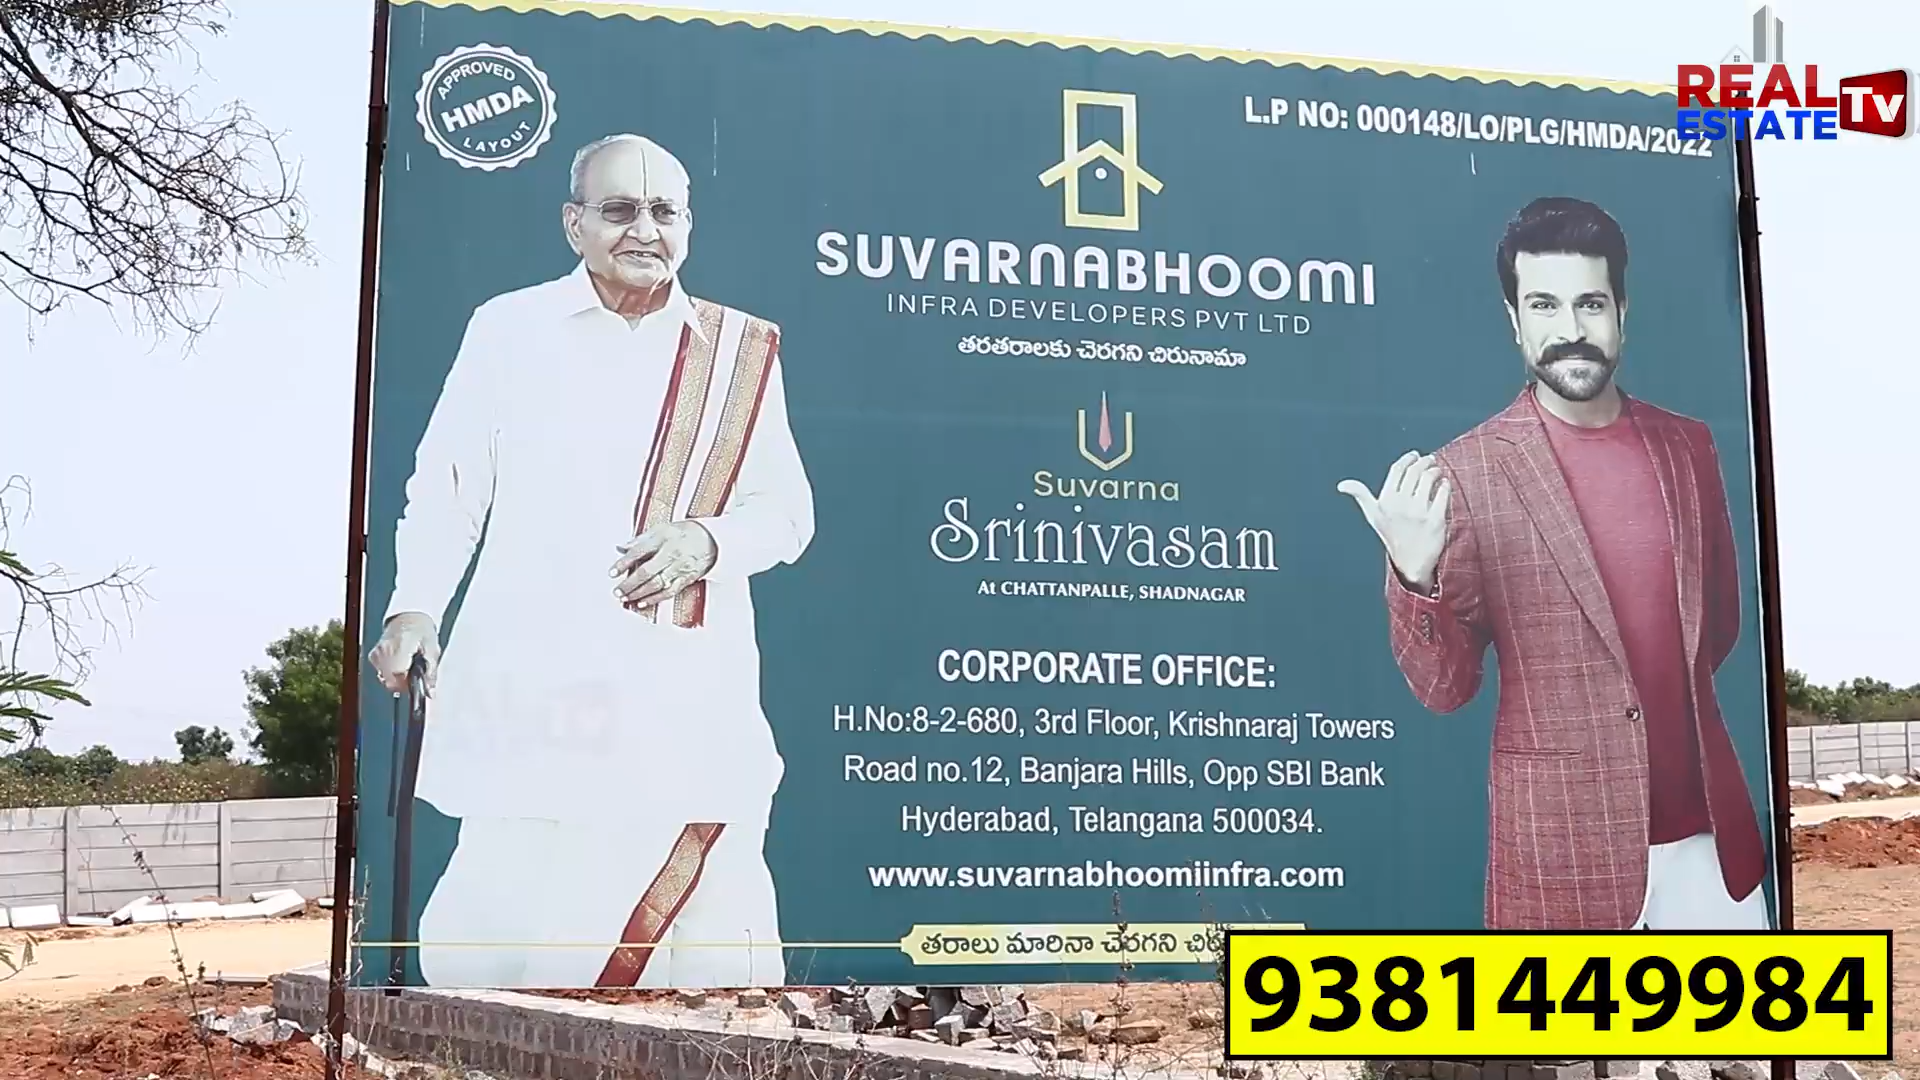 APPROVED
HMDA
LAYOUT
L.P NO: 000148/LO/PLG/HMDA/2022
REAL
ESTATE
TV
SUVARNABHOOMI
INFRA DEVELOPERS PVT LTD
తరతరాలకు చెరగని చిరునామా
Suvarna
Srinivasam
At CHATTANPALLE, SHADNAGAR
CORPORATE OFFICE:
H.No:8-2-680, 3rd Floor, Krishnaraj Towers
Road no.12, Banjara Hills, Opp SBI Bank
Hyderabad, Telangana 500034.
www.suvarnabhoomiinfra.com
తరాలు మారినా చెరగని
9381449984